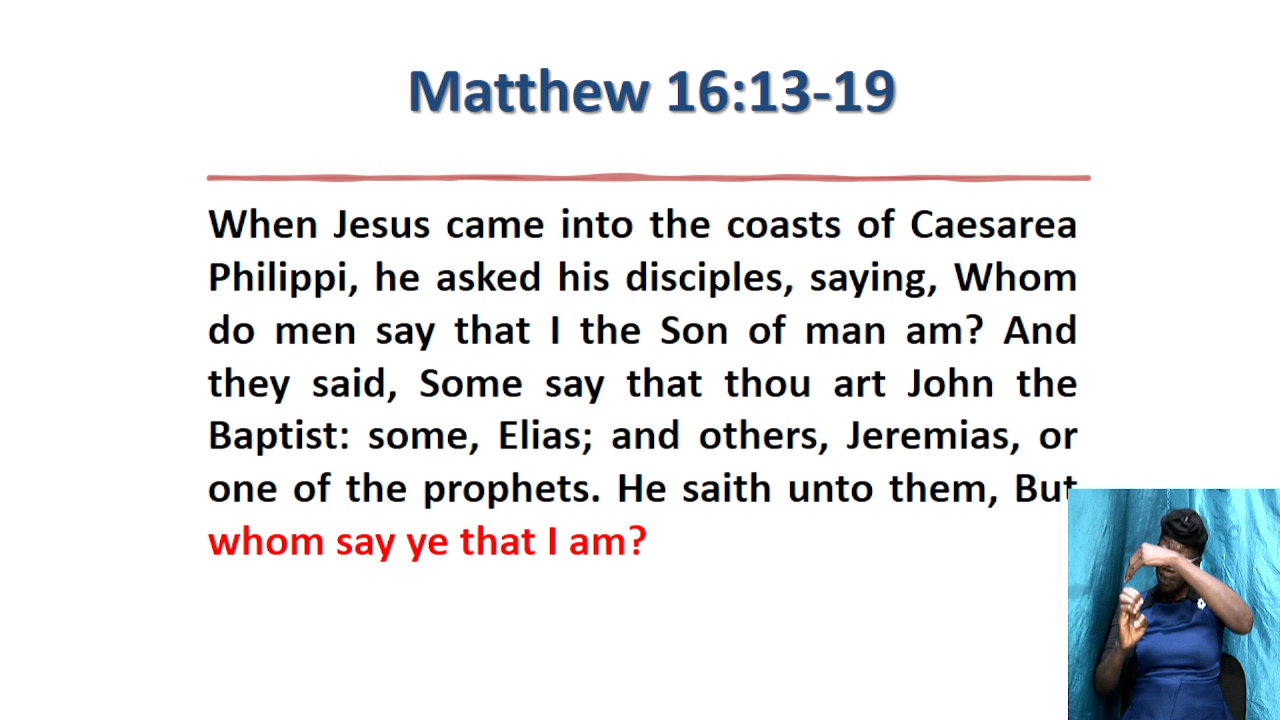 Matthew 16:13-19
When Jesus came into the coasts of Caesarea
Philippi, he asked his disciples, saying, Whom
do men say that I the Son of man am? And
they said, Some say that thou art John the
Baptist: some, Elias; and others, Jeremias, or
one of the prophets. He saith unto them, But
whom say ye that I am?